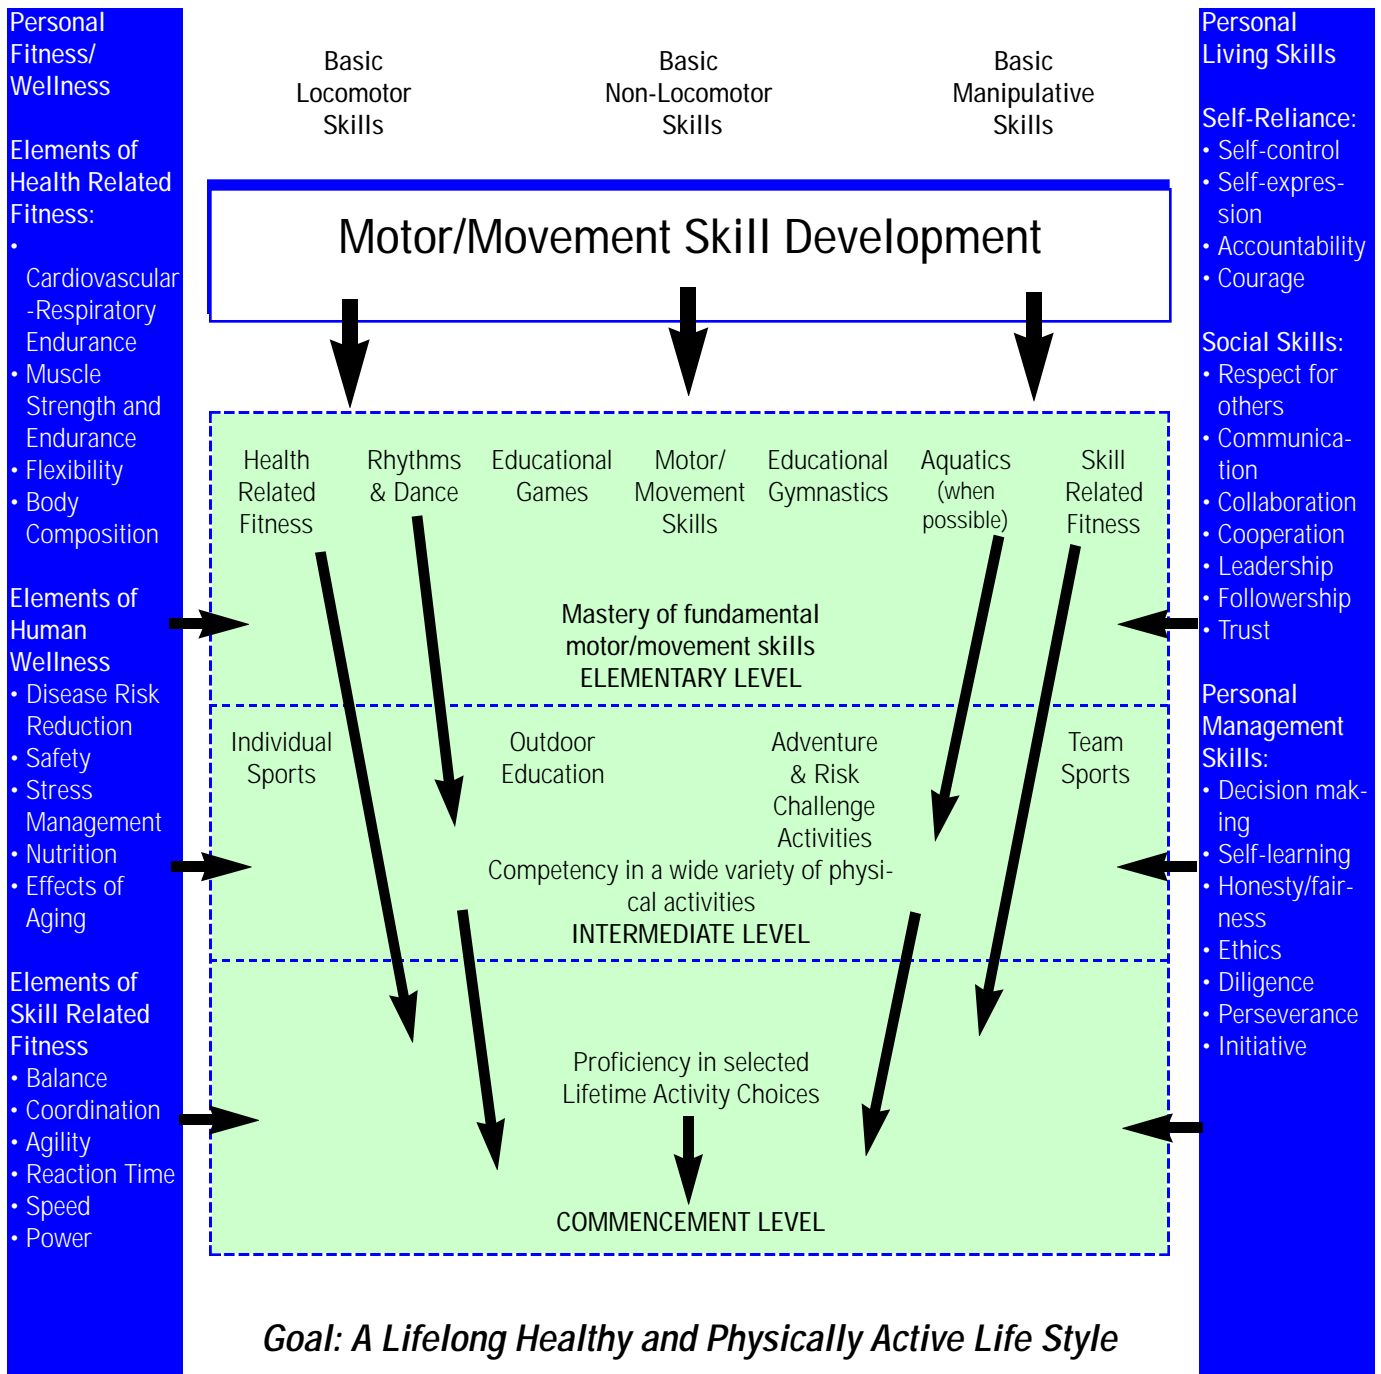 Personal
Fitness/
Wellness
Elements of
Health Related
Fitness:
•
Cardiovascular
-Respiratory
Endurance
• Muscle
Strength and
Endurance
• Flexibility
• Body
Composition
Elements of
Human
Wellness
• Disease Risk
Reduction
• Safety
• Stress
Management
• Nutrition
• Effects of
Aging
Elements of
Skill Related
Fitness
• Balance
• Coordination
• Agility
• Reaction Time
• Speed
• Power
Basic
Locomotor
Skills
Basic
Non-Locomotor
Skills
Basic
Manipulative
Skills
Motor/Movement Skill Development
Health
Related
Fitness
Rhythms
& Dance
Educational
Games
Motor/
Movement
Skills
Educational
Gymnastics
Aquatics
(when
possible)
Skill
Related
Fitness
Mastery of fundamental
motor/movement skills
ELEMENTARY LEVEL
Individual
Sports
Outdoor
Education
Adventure
& Risk
Challenge
Activities
Team
Sports
Competency in a wide variety of physi-
cal activities
INTERMEDIATE LEVEL
Proficiency in selected
Lifetime Activity Choices
COMMENCEMENT LEVEL
Goal: A Lifelong Healthy and Physically Active Life Style
Personal
Living Skills
Self-Reliance:
• Self-control
• Self-expres-
sion
• Accountability
• Courage
Social Skills:
• Respect for
others
• Communica-
tion
• Collaboration
• Cooperation
• Leadership
• Followership
• Trust
Personal
Management
Skills:
• Decision mak-
ing
• Self-learning
• Honesty/fair-
ness
• Ethics
• Diligence
• Perseverance
• Initiative